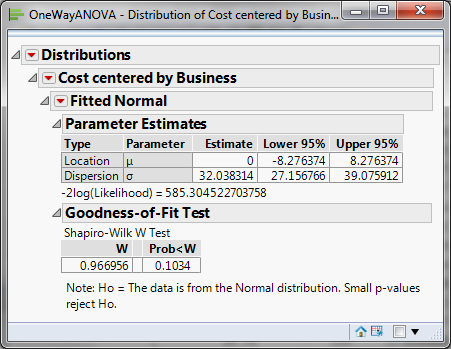 OneWayANOVA - Distribution of Cost centered by Busin...
Distributions
Cost centered by Business
Fitted Normal
Parameter Estimates
Type Parameter Estimate Lower 95% Upper 95%
Location μ 0 -8.276374 8.276374
Dispersion σ 32.038314 27.156766 39.075912
-2log(Likelihood) = 585.304522703758
Goodness-of-Fit Test
Shapiro-Wilk W Test
W Prob<W
0.966956 0.1034
Note: Ho = The data is from the Normal distribution. Small p-values
reject Ho.